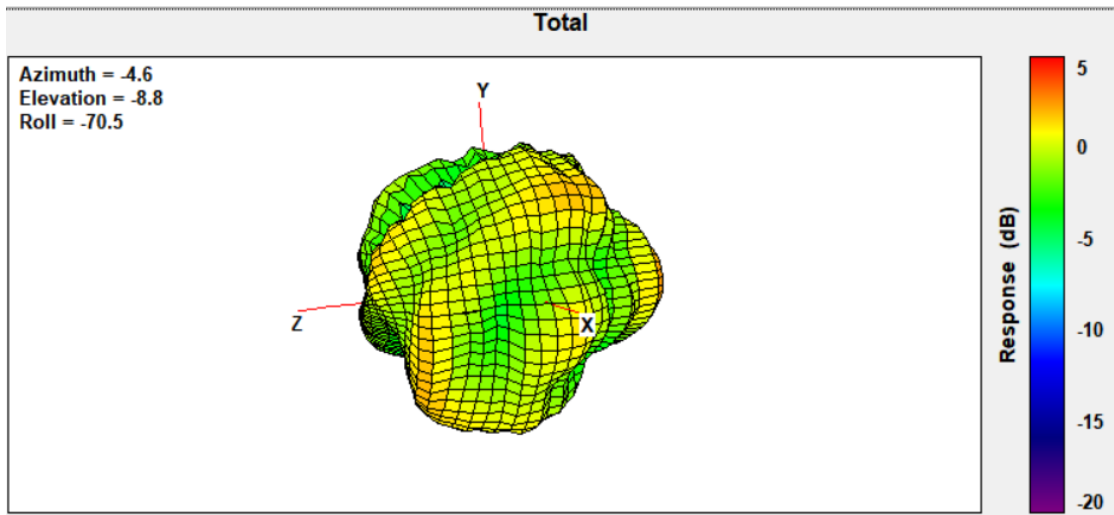 Total
Azimuth = -4.6
Elevation = -8.8
Roll = -70.5
Y
Z
X
5
0
-5
-10
-15
-20
Response (dB)